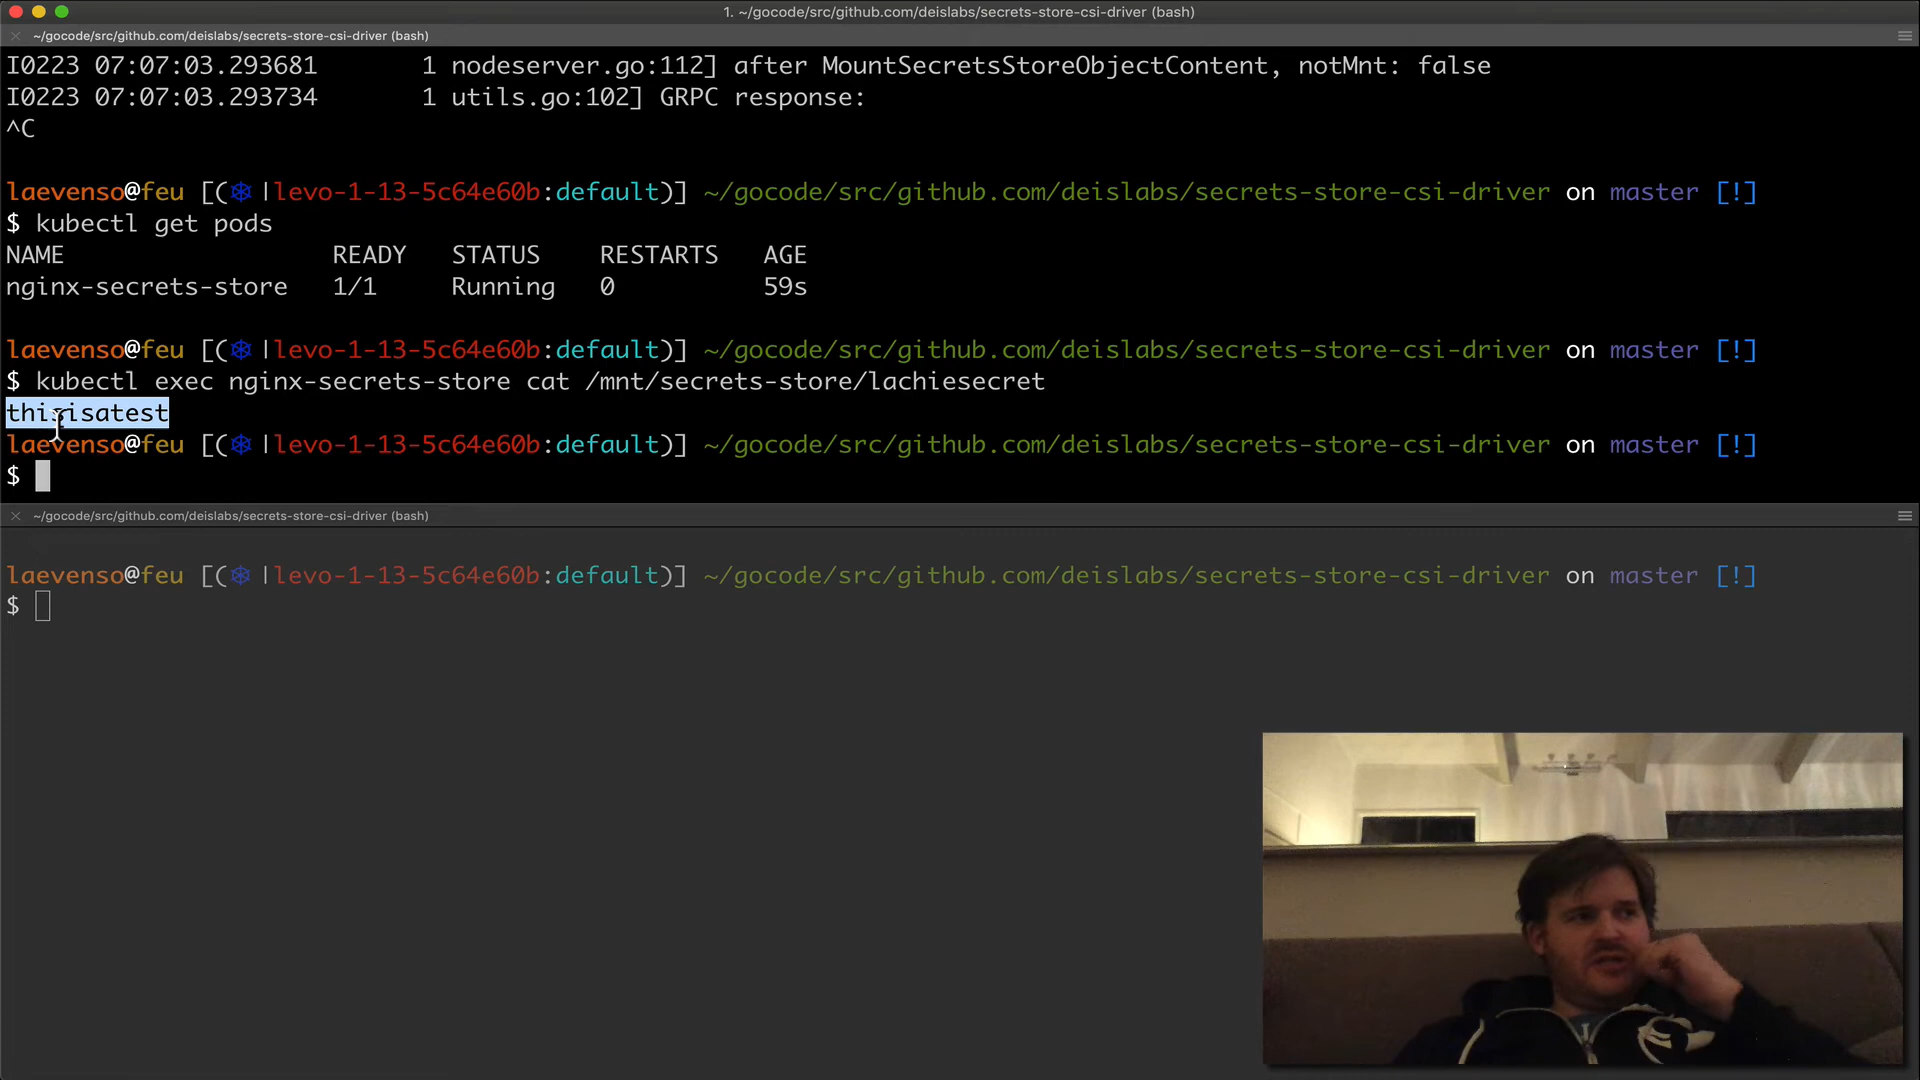 1. ~/gocode/src/github.com/deislabs/secrets-store-csi-driver (bash)
~/gocode/src/github.com/deislabs/secrets-store-csi-driver (bash)
I0223 07:07:03.293681       1 nodeserver.go:112] after MountSecretsStoreObjectContent, notMnt: false
I0223 07:07:03.293734       1 utils.go:102] GRPC response:
^C
laevenso@feu [(⎈ |levo-1-13-5c64e60b:default)] ~/gocode/src/github.com/deislabs/secrets-store-csi-driver on master [!]
$ kubectl get pods
NAME                  READY   STATUS    RESTARTS   AGE
nginx-secrets-store   1/1     Running   0          59s
laevenso@feu [(⎈ |levo-1-13-5c64e60b:default)] ~/gocode/src/github.com/deislabs/secrets-store-csi-driver on master [!]
$ kubectl exec nginx-secrets-store cat /mnt/secrets-store/lachiesecret
thisisatest
laevenso@feu [(⎈ |levo-1-13-5c64e60b:default)] ~/gocode/src/github.com/deislabs/secrets-store-csi-driver on master [!]
$
~/gocode/src/github.com/deislabs/secrets-store-csi-driver (bash)
laevenso@feu [(⎈ |levo-1-13-5c64e60b:default)] ~/gocode/src/github.com/deislabs/secrets-store-csi-driver on master [!]
$